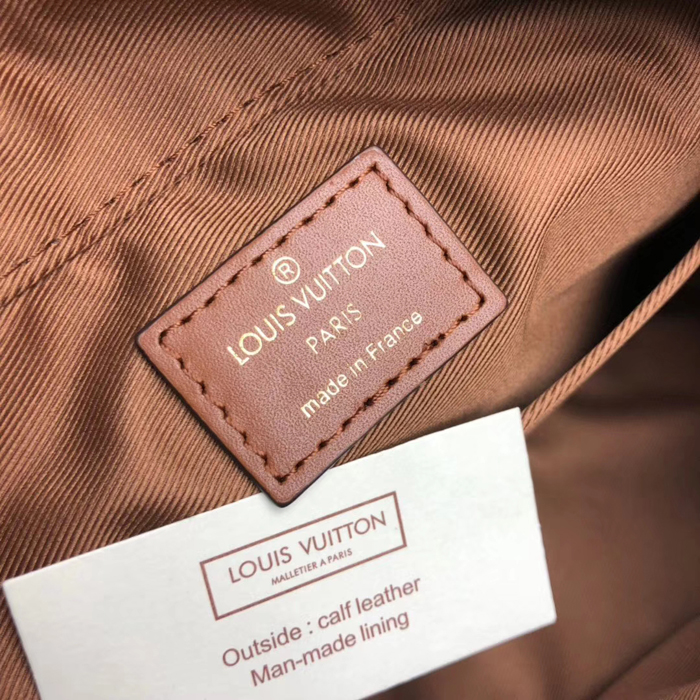 ®
LOUIS VUITTON
PARIS
made in France
LOUIS VUITTON
MALLETIER A PARIS
Outside : calf leather
Man-made lining